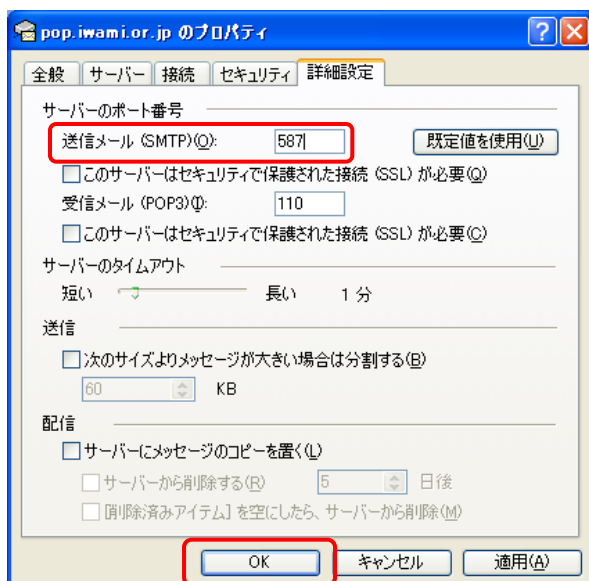 pop.iwami.or.jp のプロパティ
全般 サーバー 接続 セキュリティ 詳細設定
サーバーのポート番号
送信メール (SMTP)(O): 587 既定値を使用(U)
このサーバーはセキュリティで保護された接続 (SSL) が必要(Q)
受信メール (POP3)(I): 110
このサーバーはセキュリティで保護された接続 (SSL) が必要(C)
サーバーのタイムアウト
短い 長い 1 分
送信
次のサイズよりメッセージが大きい場合は分割する(B)
60 KB
配信
サーバーにメッセージのコピーを置く(L)
サーバーから削除する(R) 5 日後
[削除済みアイテム] を空にしたら、サーバーから削除(M)
OK キャンセル 適用(A)